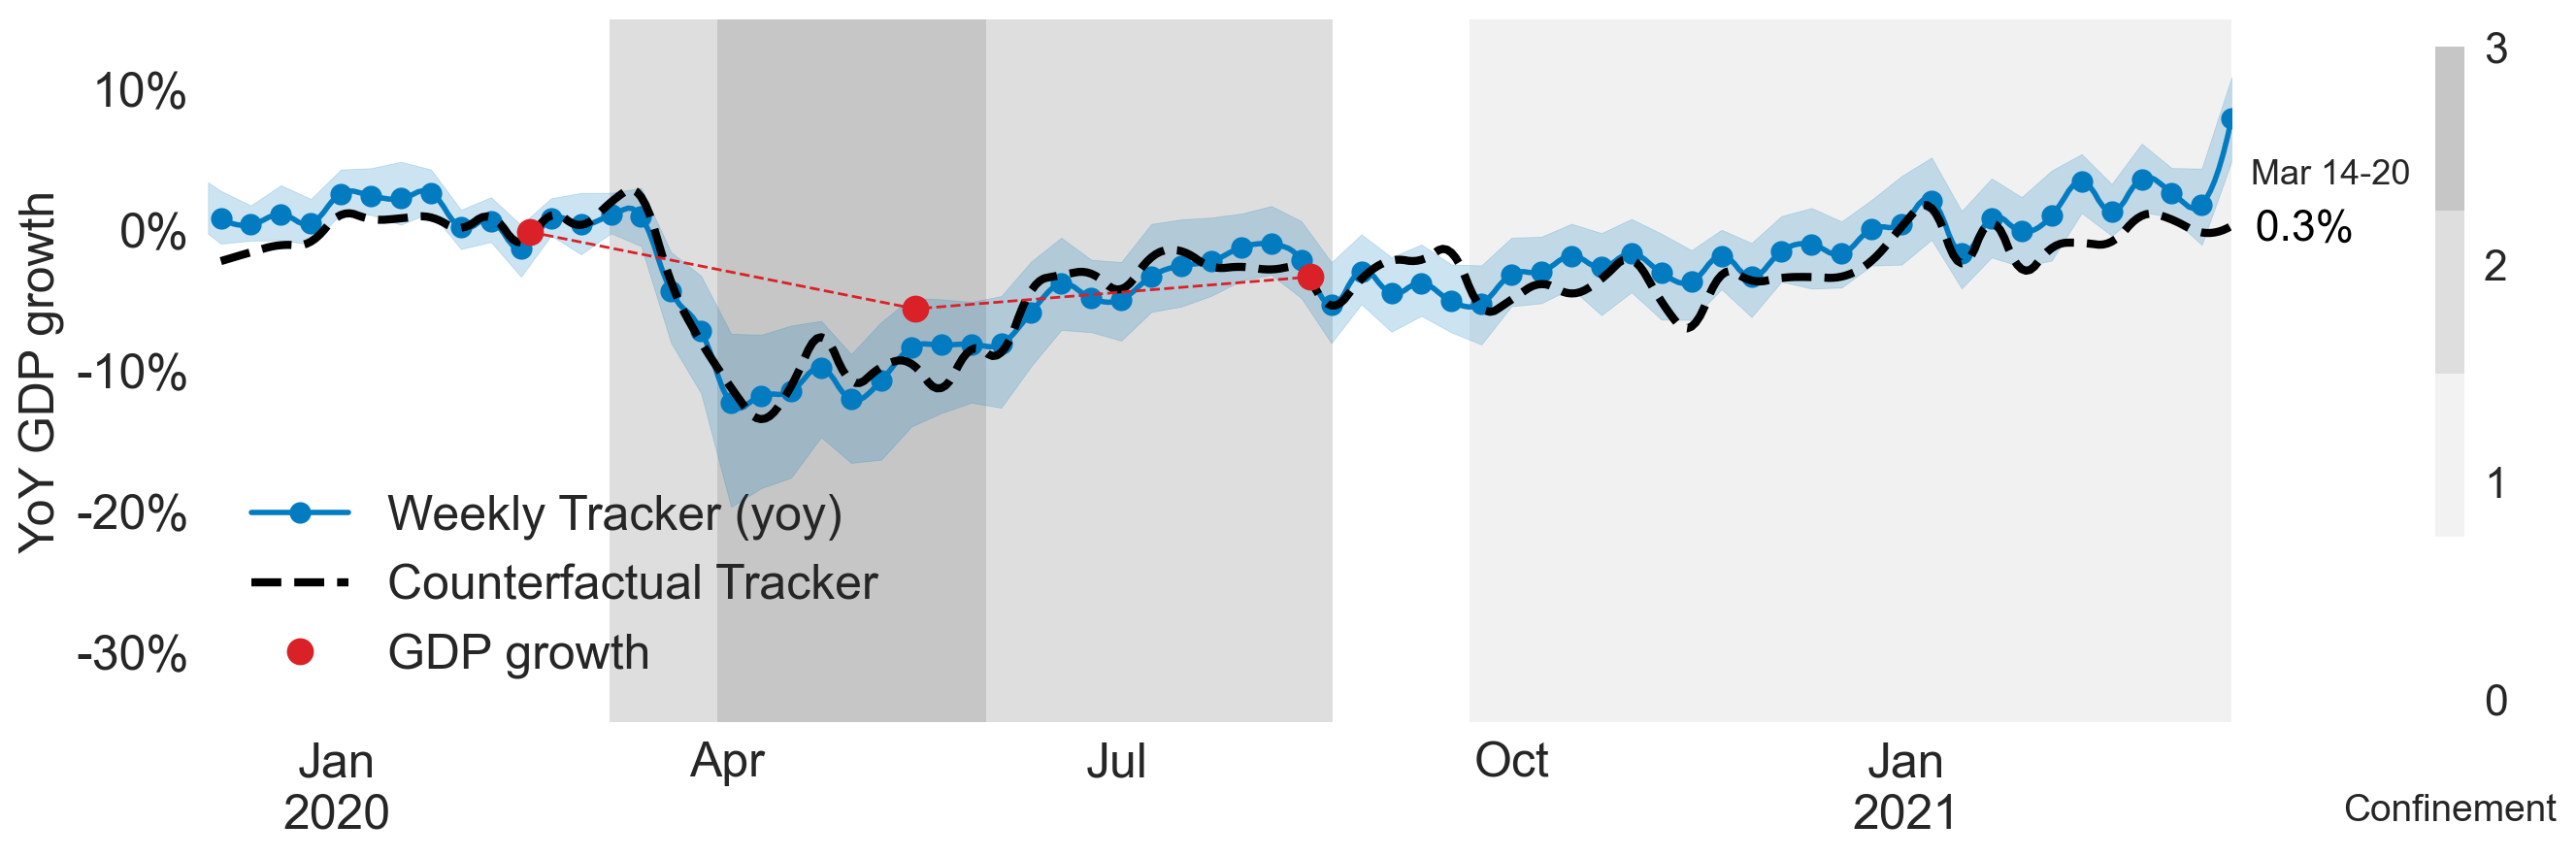 YoY GDP growth
10%
0%
-10%
-20%
-30%
Weekly Tracker (yoy)
Counterfactual Tracker
GDP growth
Jan
2020
Apr
Jul
Oct
Jan
2021
Mar 14-20
0.3%
3
2
1
0
Confinement